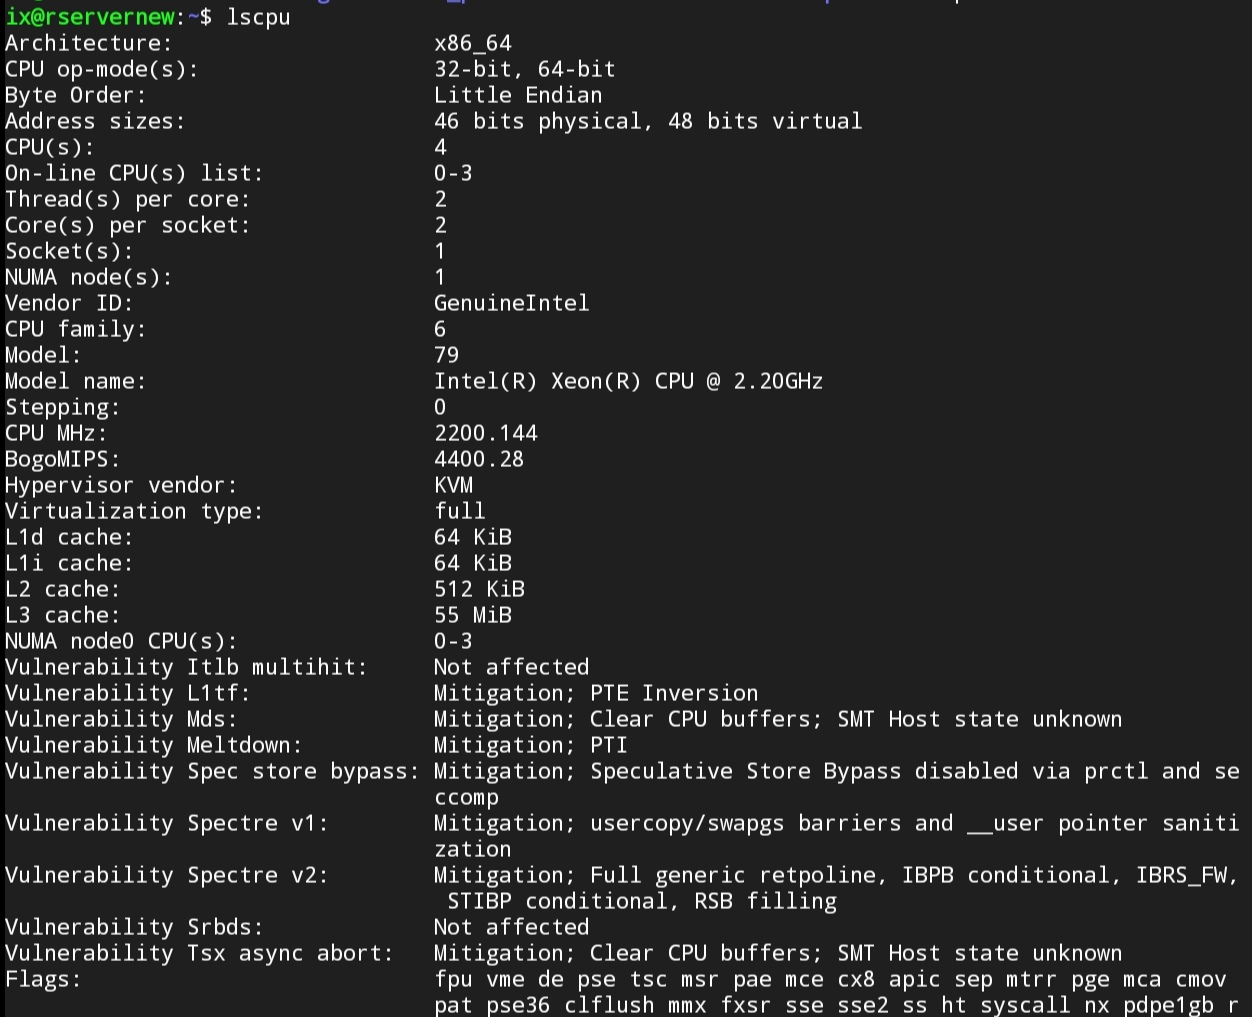 ix@rservernew:~$ lscpu
Architecture: x86_64
CPU op-mode(s): 32-bit, 64-bit
Byte Order: Little Endian
Address sizes: 46 bits physical, 48 bits virtual
CPU(s): 4
On-line CPU(s) list: 0-3
Thread(s) per core: 2
Core(s) per socket: 2
Socket(s): 1
NUMA node(s): 1
Vendor ID: GenuineIntel
CPU family: 6
Model: 79
Model name: Intel(R) Xeon(R) CPU @ 2.20GHz
Stepping: 0
CPU MHz: 2200.144
BogoMIPS: 4400.28
Hypervisor vendor: KVM
Virtualization type: full
L1d cache: 64 KiB
L1i cache: 64 KiB
L2 cache: 512 KiB
L3 cache: 55 MiB
NUMA node0 CPU(s): 0-3
Vulnerability Itlb multihit: Not affected
Vulnerability L1tf: Mitigation; PTE Inversion
Vulnerability Mds: Mitigation; Clear CPU buffers; SMT Host state unknown
Vulnerability Meltdown: Mitigation; PTI
Vulnerability Spec store bypass: Mitigation; Speculative Store Bypass disabled via prctl and se
ccomp
Vulnerability Spectre v1: Mitigation; usercopy/swapgs barriers and __user pointer saniti
zation
Vulnerability Spectre v2: Mitigation; Full generic retpoline, IBPB conditional, IBRS_FW,
STIBP conditional, RSB filling
Vulnerability Srbds: Not affected
Vulnerability Tsx async abort: Mitigation; Clear CPU buffers; SMT Host state unknown
Flags: fpu vme de pse tsc msr pae mce cx8 apic sep mtrr pge mca cmov
pat pse36 clflush mmx fxsr sse sse2 ss ht syscall nx pdpe1gb r